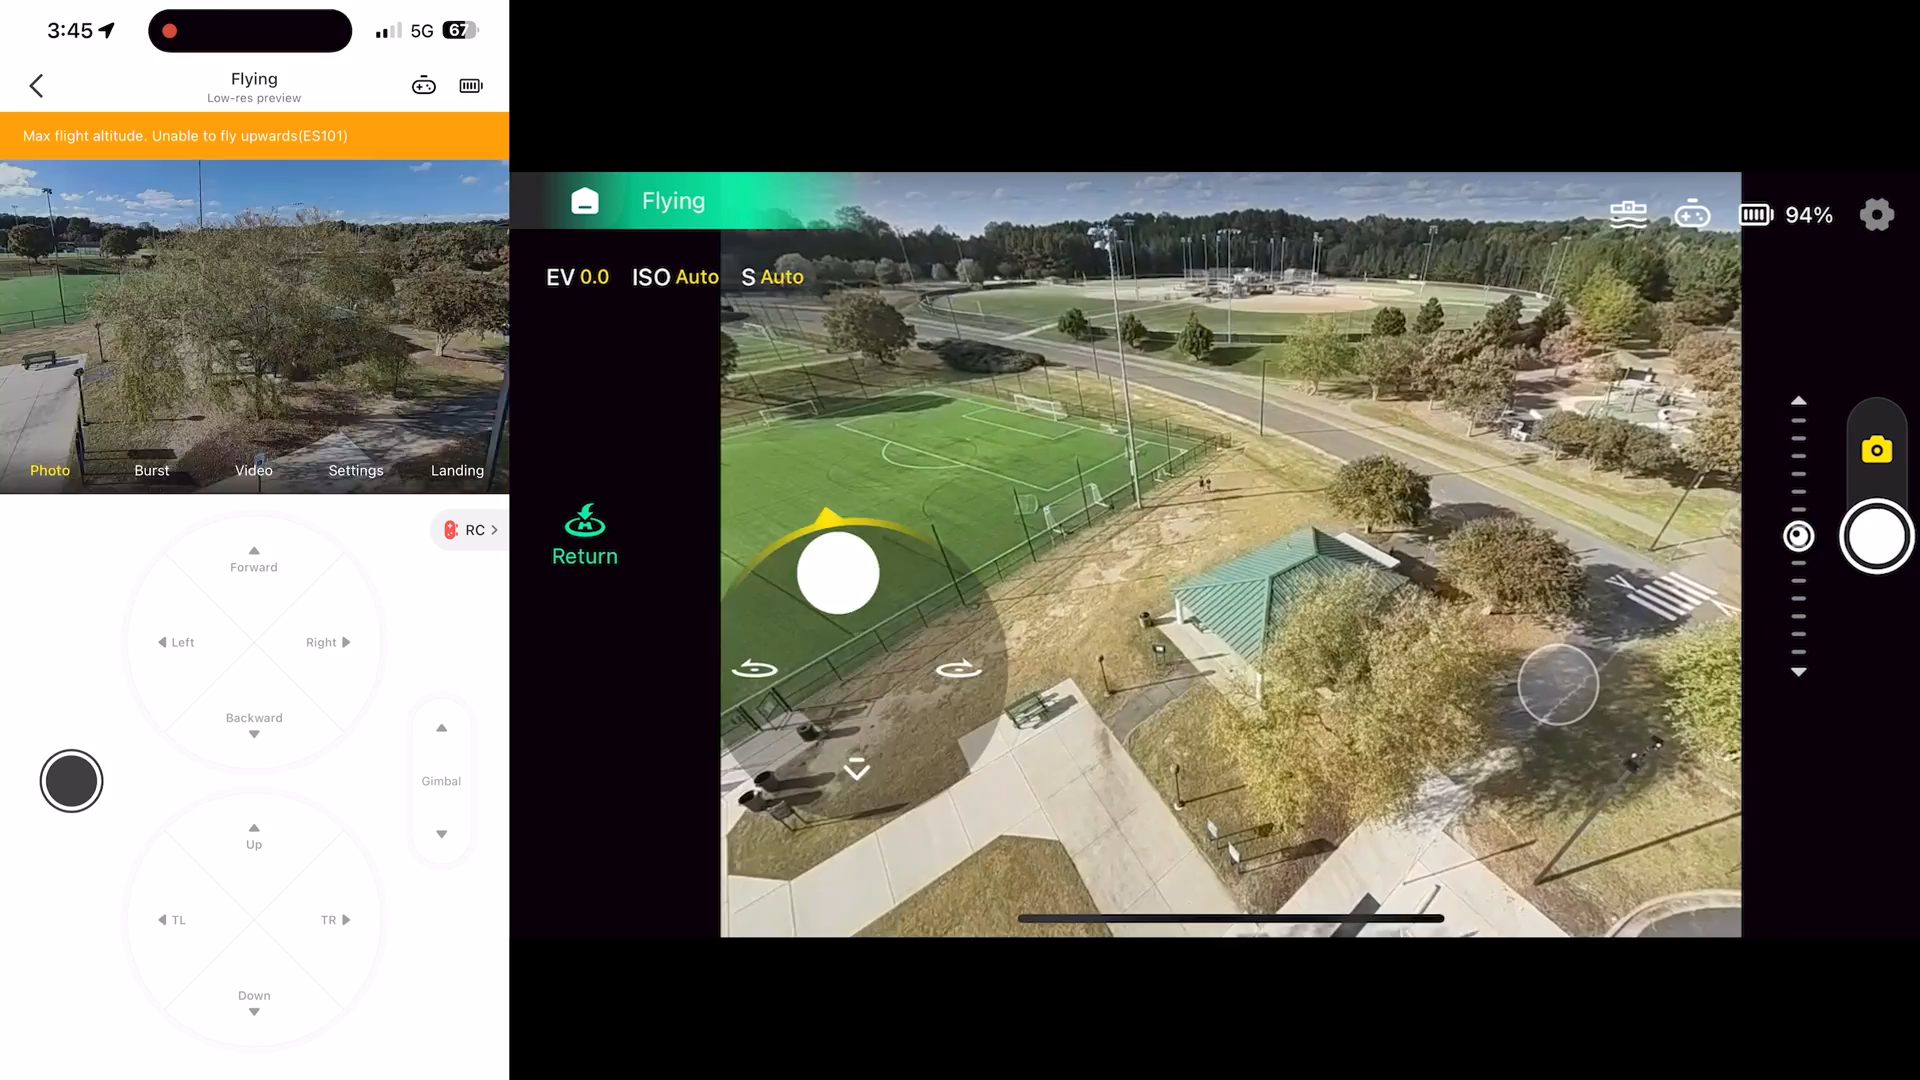 3:45
5G 67
Flying
Low-res preview
Max flight altitude. Unable to fly upwards(ES101)
Photo Burst Video Settings Landing
RC
Forward
Left Right
Backward
Gimbal
Up
TL TR
Down
Flying
94%
EV 0.0 ISO Auto S Auto
Return